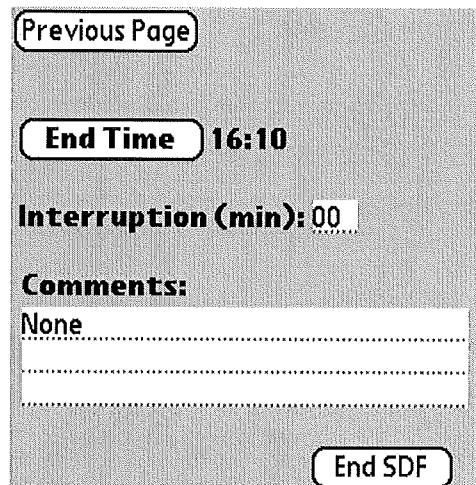 Previous Page
End Time 16:10
Interruption (min): 00
Comments:
None
End SDF